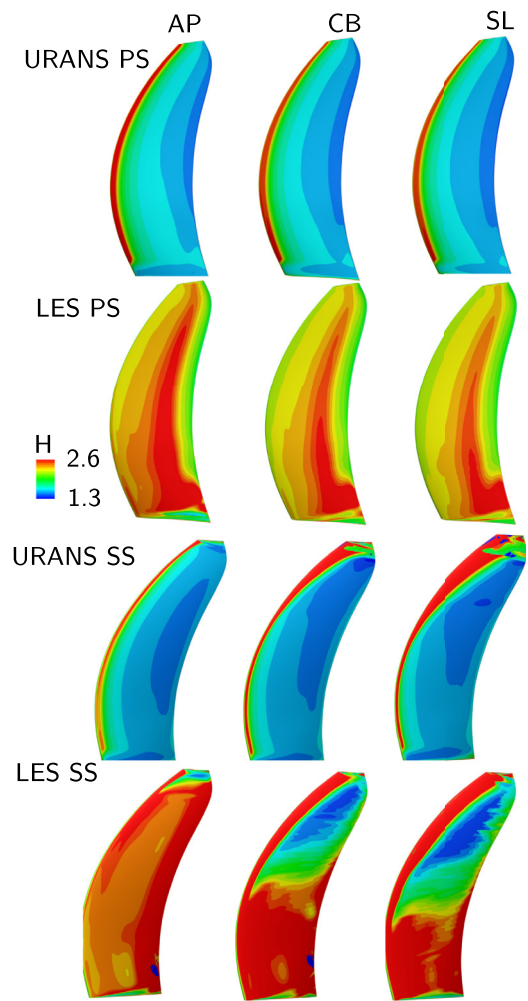 AP CB SL
URANS PS
LES PS
H
2.6
1.3
URANS SS
LES SS